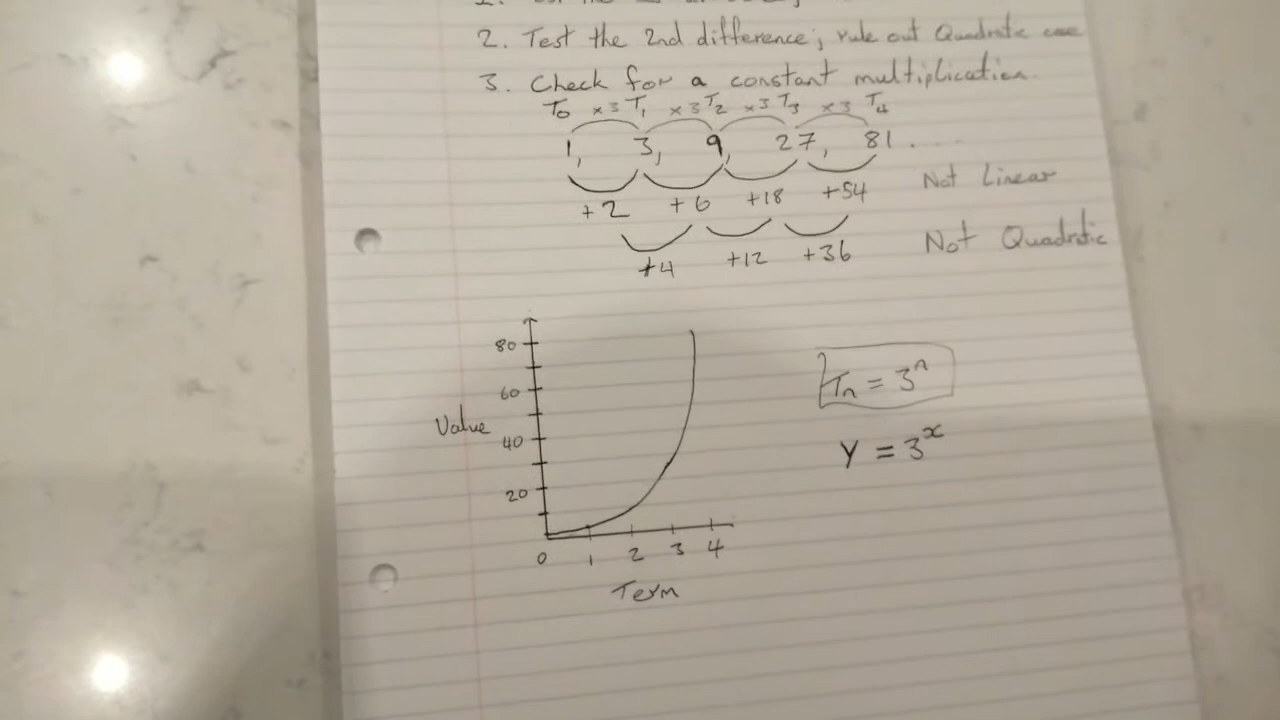 2. Test the 2nd difference; rule out Quadratic case
3. Check for a constant multiplication.
T0 ×3 T1 ×3 T2 ×3 T3 ×3 T4
1, 3, 9, 27, 81 ....
+2 +6 +18 +54 Not Linear
+4 +12 +36 Not Quadratic
80
60
Value
40
20
0 1 2 3 4
Term
Tn = 3^n
y = 3^x